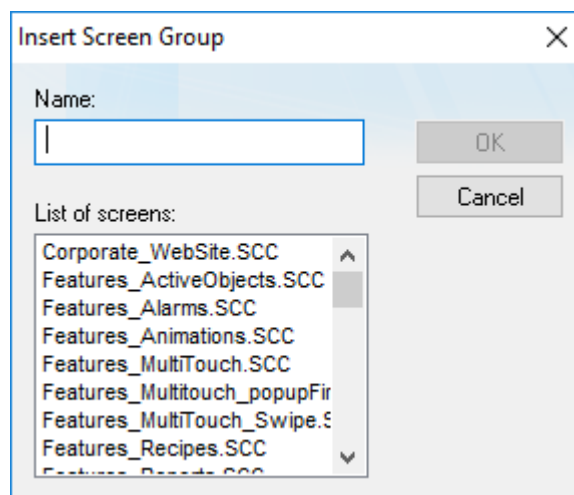 Insert Screen Group
Name:
OK
Cancel
List of screens:
Corporate_WebSite.SCC
Features_ActiveObjects.SCC
Features_Alarms.SCC
Features_Animations.SCC
Features_MultiTouch.SCC
Features_Multitouch_popupFir
Features_MultiTouch_Swipe.S
Features_Recipes.SCC